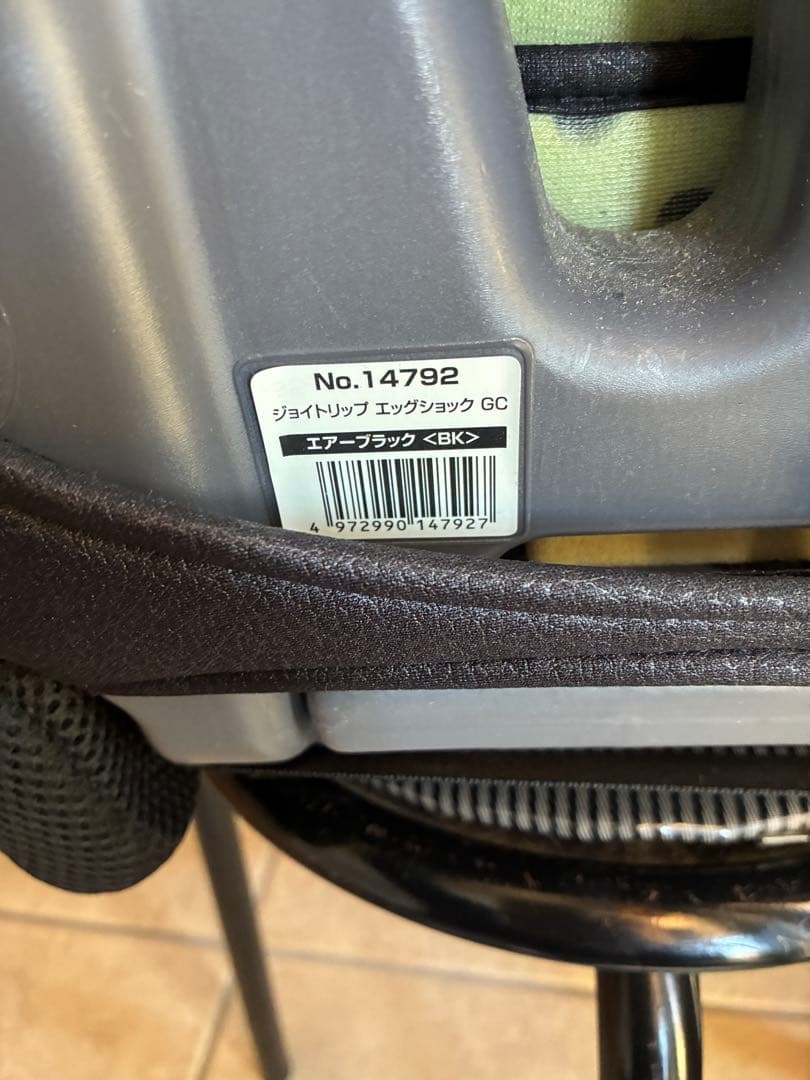 No.14792
ジョイトリップ エッグショック GC
エアーブラック <BK>
4 972990 147927